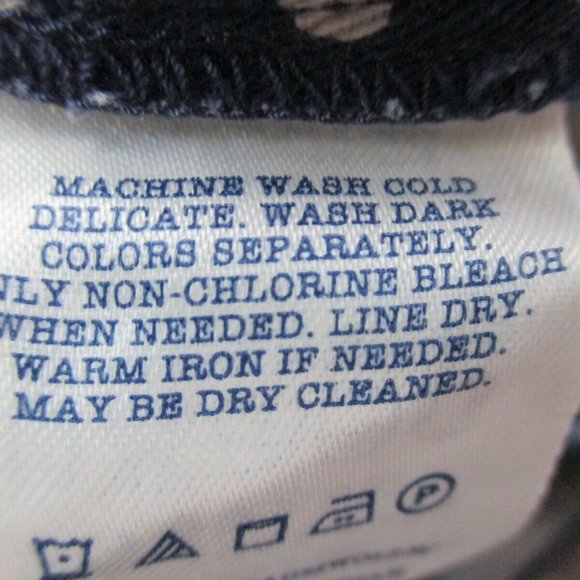 MACHINE WASH COLD
DELICATE. WASH DARK
COLORS SEPARATELY.
NLY NON-CHLORINE BLEACH
WHEN NEEDED. LINE DRY.
WARM IRON IF NEEDED.
MAY BE DRY CLEANED.
P